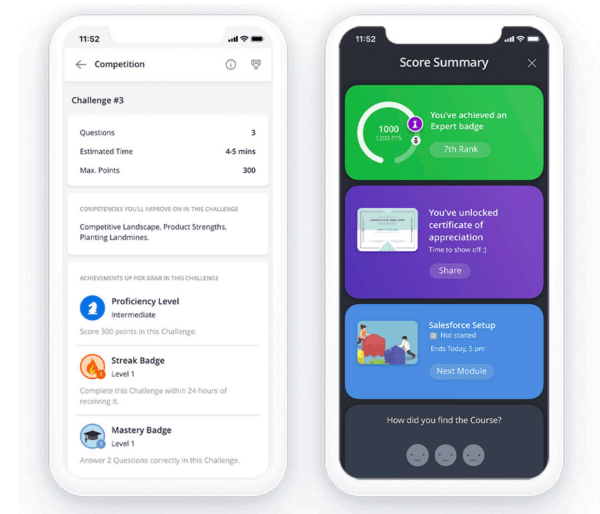 11:52
Competition
Challenge #3
Questions 3
Estimated Time 4-5 mins
Max. Points 300
COMPETENCIES YOU'LL IMPROVE ON IN THIS CHALLENGE
Competitive Landscape, Product Strengths,
Planting Landmines.
ACHIEVEMENTS UP FOR GRAB IN THIS CHALLENGE
Proficiency Level
Intermediate
Score 300 points in this Challenge.
Streak Badge
Level 1
Complete this Challenge within 24 hours of
receiving it.
Mastery Badge
Level 1
Answer 2 Questions correctly in this Challenge.
11:52
Score Summary
1000
1200 PTS
You've achieved an
Expert badge
7th Rank
You've unlocked
certificate of
appreciation
Time to show off ;)
Share
Salesforce Setup
Not started
Ends Today, 5 pm
Next Module
How did you find the Course?